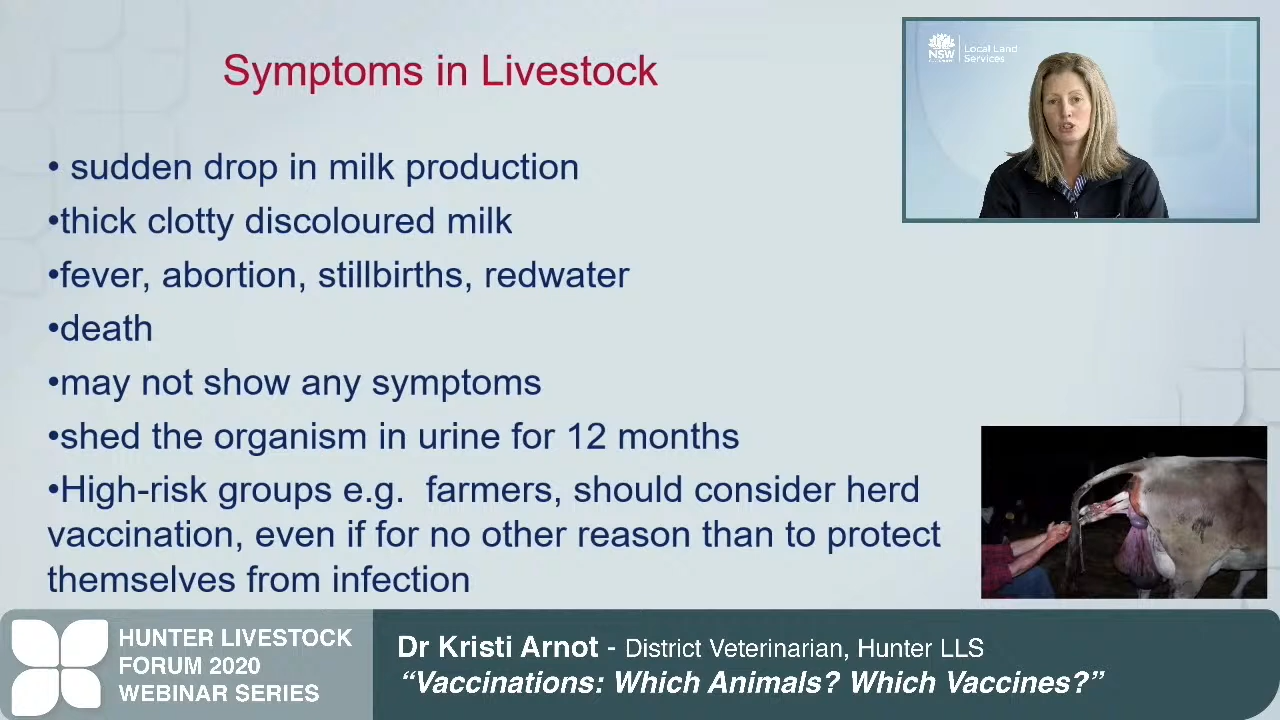 Symptoms in Livestock
NSW
Local Land
Services
• sudden drop in milk production
•thick clotty discoloured milk
•fever, abortion, stillbirths, redwater
•death
•may not show any symptoms
•shed the organism in urine for 12 months
•High-risk groups e.g.  farmers, should consider herd
vaccination, even if for no other reason than to protect
themselves from infection
HUNTER LIVESTOCK
FORUM 2020
WEBINAR SERIES
Dr Kristi Arnot - District Veterinarian, Hunter LLS
“Vaccinations: Which Animals? Which Vaccines?”